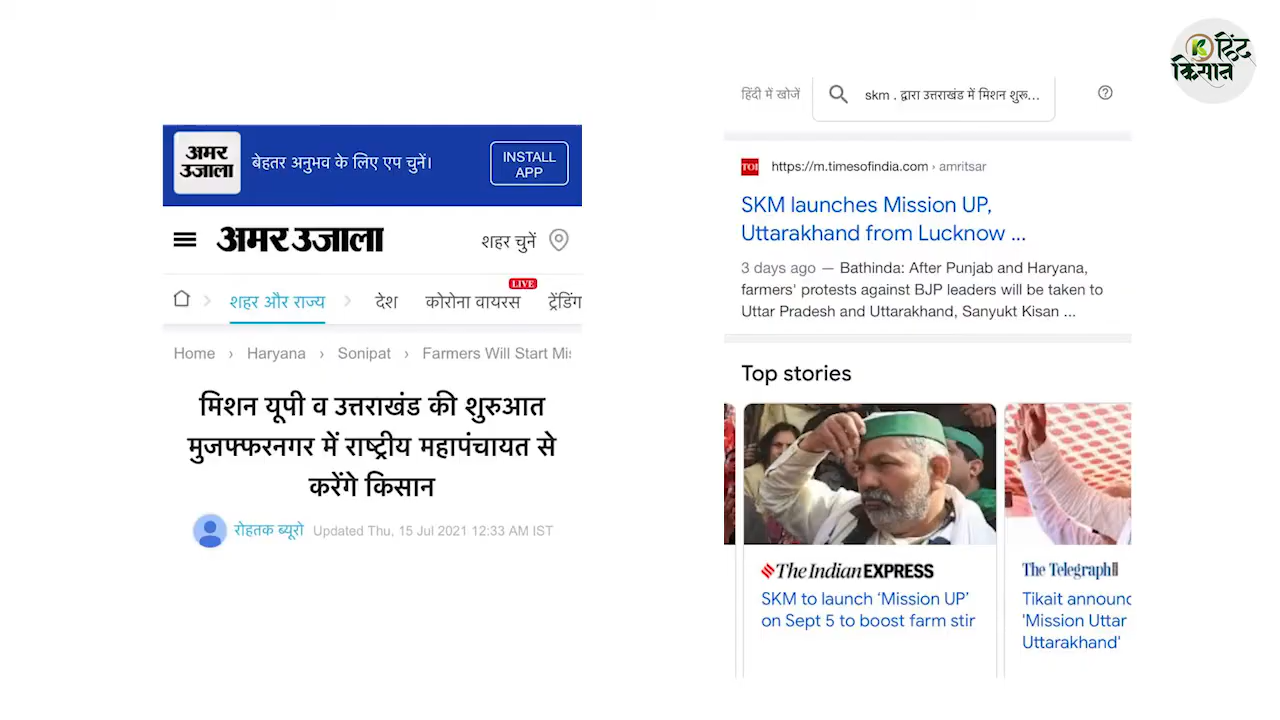 हिंद
किसान
अमर
उजाला
बेहतर अनुभव के लिए एप चुनें।
INSTALL
APP
अमर उजाला
शहर चुनें
LIVE
शहर और राज्य
देश
कोरोना वायरस
ट्रेंडिंग
Home › Haryana › Sonipat › Farmers Will Start
मिशन यूपी व उत्तराखंड की शुरुआत
मुजफ्फरनगर में राष्ट्रीय महापंचायत से
करेंगे किसान
रोहतक ब्यूरो Updated Thu, 15 Jul 2021 12:33 AM IST
हिंदी में खोजें
skm . द्वारा उत्तराखंड में मिशन शुरू...
TOI
https://m.timesofindia.com › amritsar
SKM launches Mission UP,
Uttarakhand from Lucknow ...
3 days ago — Bathinda: After Punjab and Haryana,
farmers' protests against BJP leaders will be taken to
Uttar Pradesh and Uttarakhand, Sanyukt Kisan ...
Top stories
The Indian EXPRESS
SKM to launch ‘Mission UP’
on Sept 5 to boost farm stir
The Telegraph
Tikait announc
'Mission Uttar
Uttarakhand'